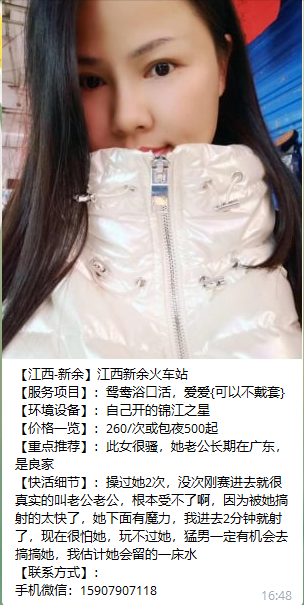 【江西-新余】江西新余火车站
【服务项目】：鸳鸯浴口活，爱爱{可以不戴套}
【环境设备】：自己开的锦江之星
【价格一览】：260/次或包夜500起
【重点推荐】：此女很骚，她老公长期在广东，
是良家
【快活细节】：操过她2次，没次刚赛进去就很
真实的叫老公老公，根本受不了啊，因为被她搞
射的太快了，她下面有魔力，我进去2分钟就射
了，现在很怕她，玩不过她，猛男一定有机会去
搞搞她，我估计她会留的一床水
【联系方式】：
手机微信：15907907118
16:48